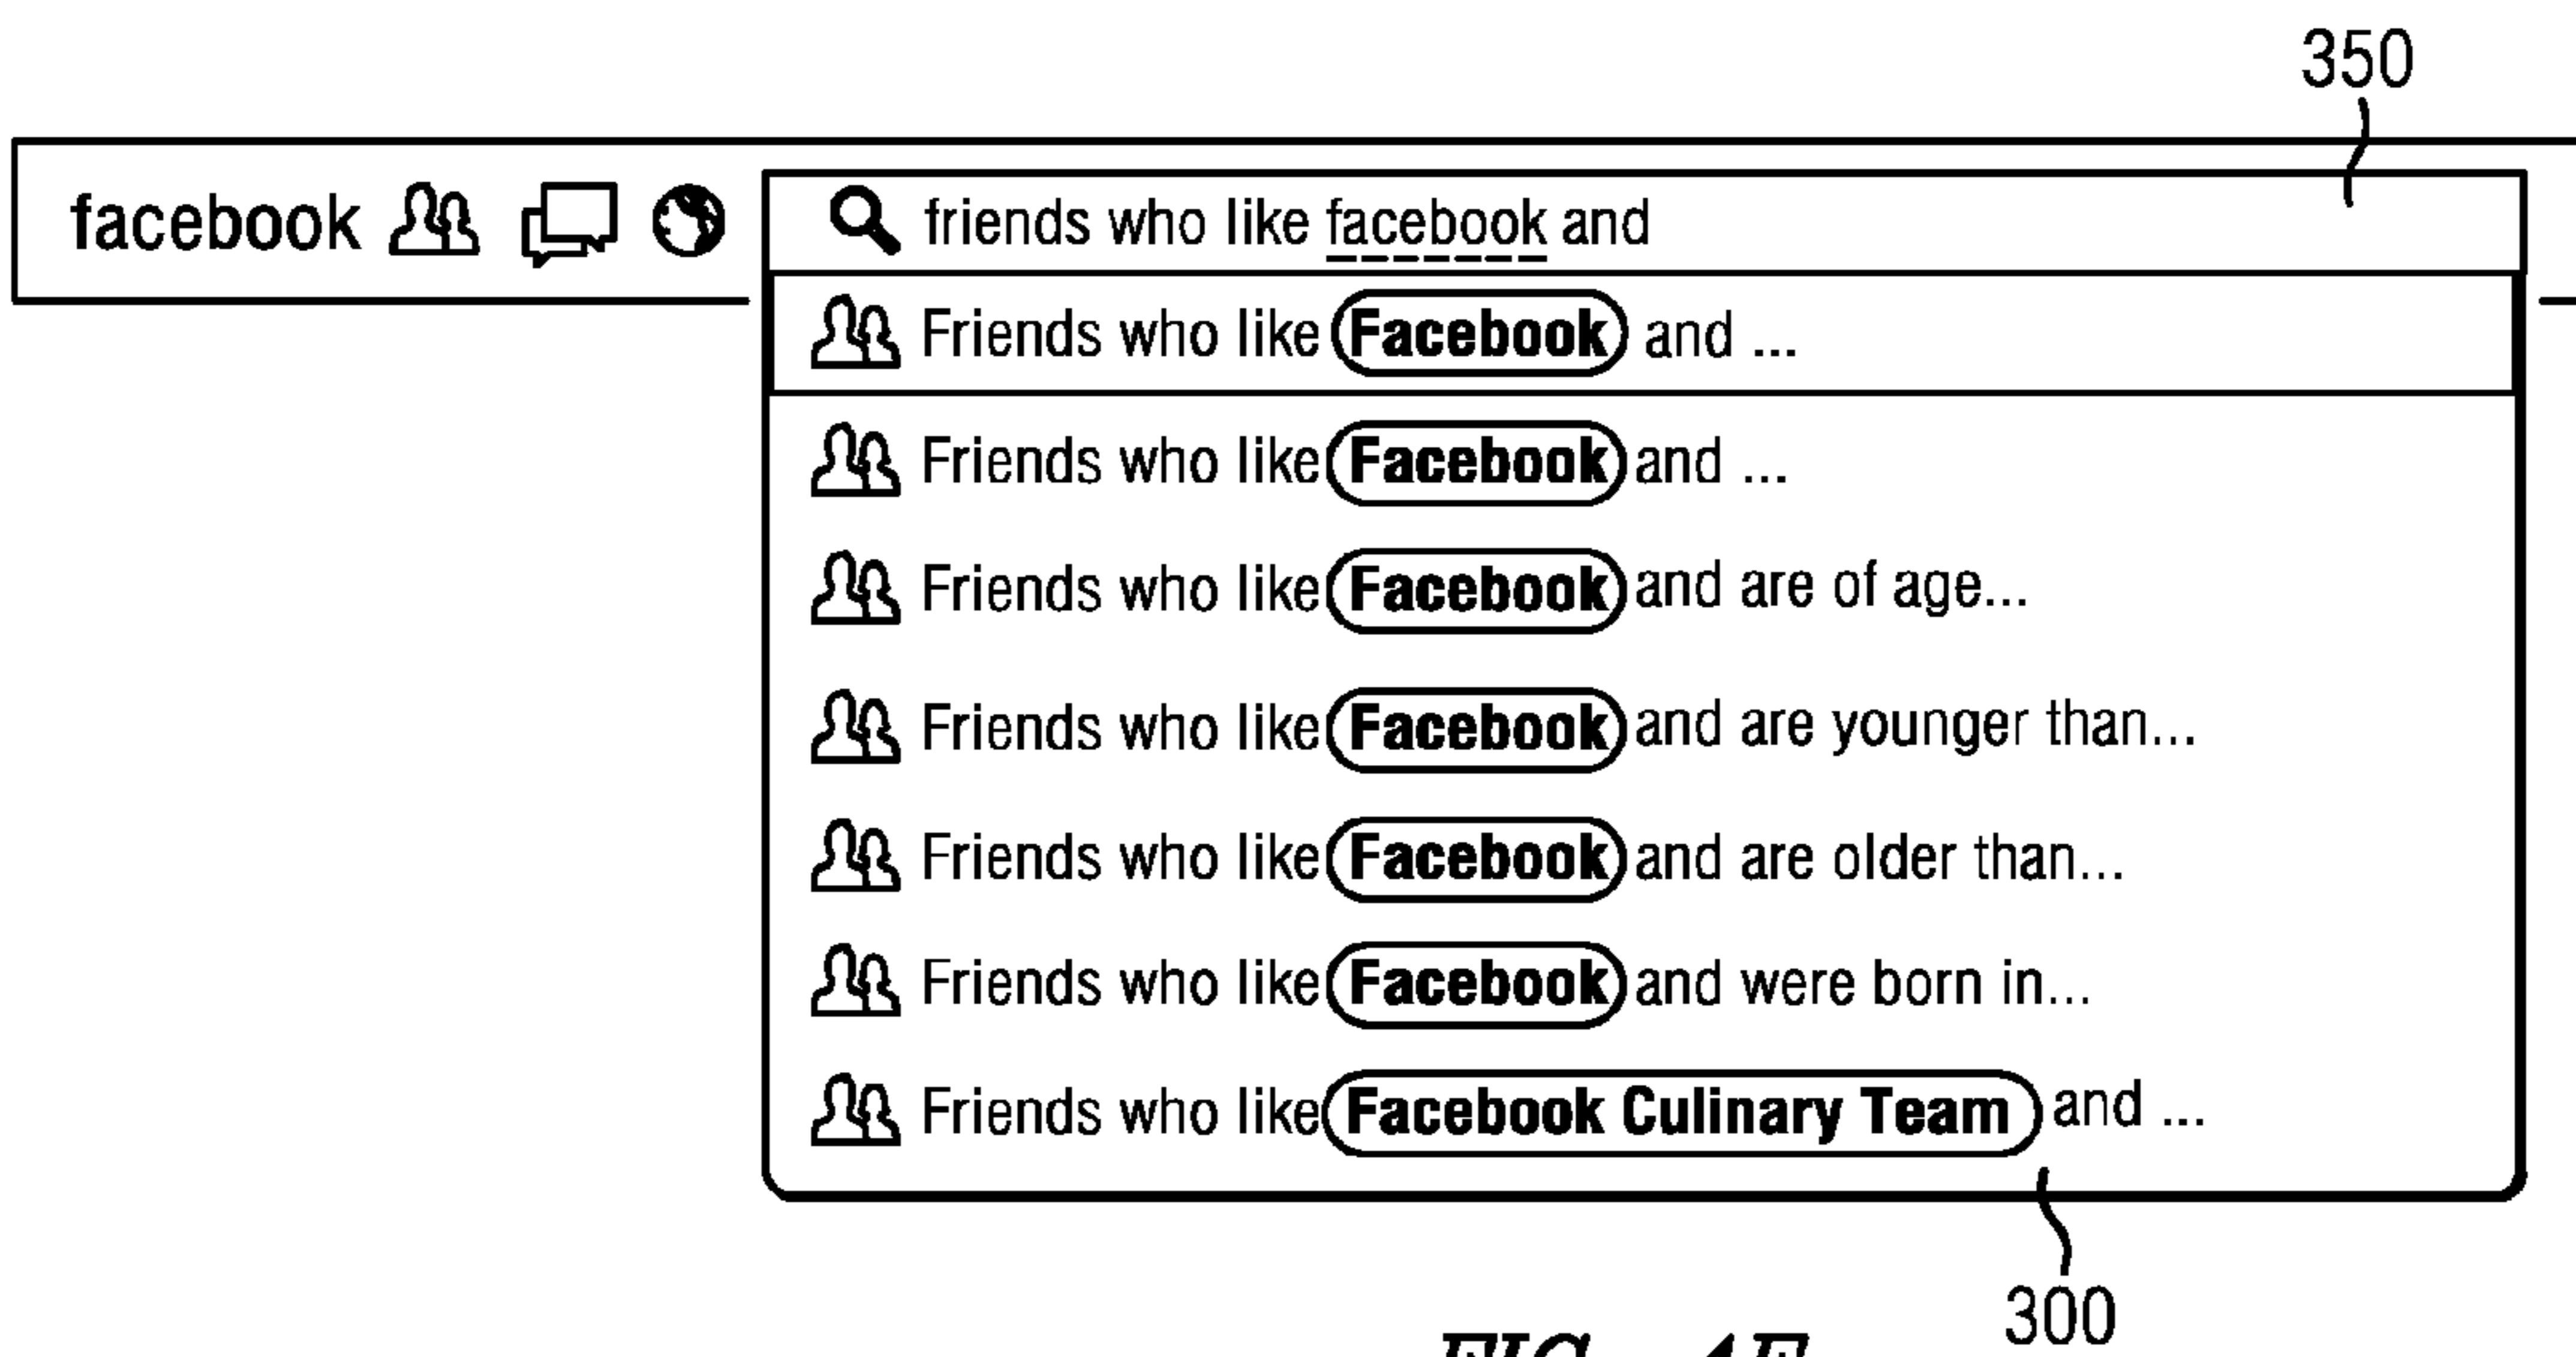 350
facebook friends who like facebook and
Friends who like Facebook and ...
Friends who like Facebook and ...
Friends who like Facebook and are of age...
Friends who like Facebook and are younger than...
Friends who like Facebook and are older than...
Friends who like Facebook and were born in...
Friends who like Facebook Culinary Team and ...
300